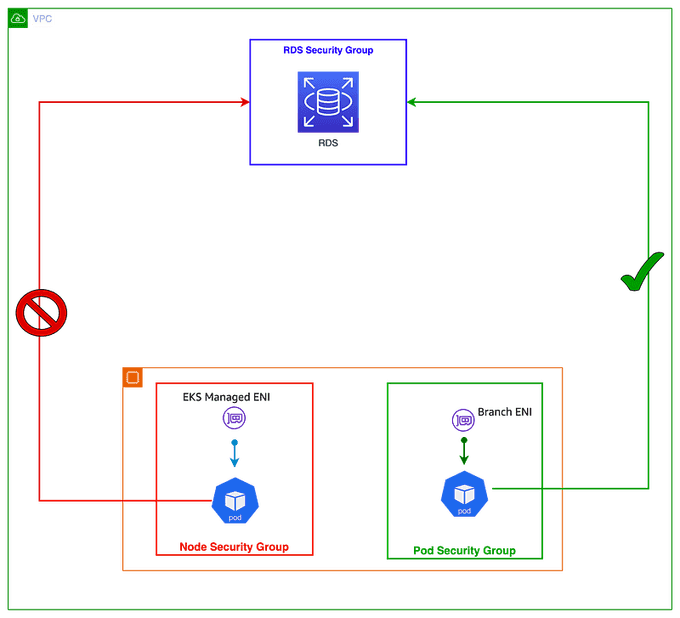 VPC
RDS Security Group
RDS
EKS Managed ENI
Branch ENI
pod
pod
Node Security Group
Pod Security Group